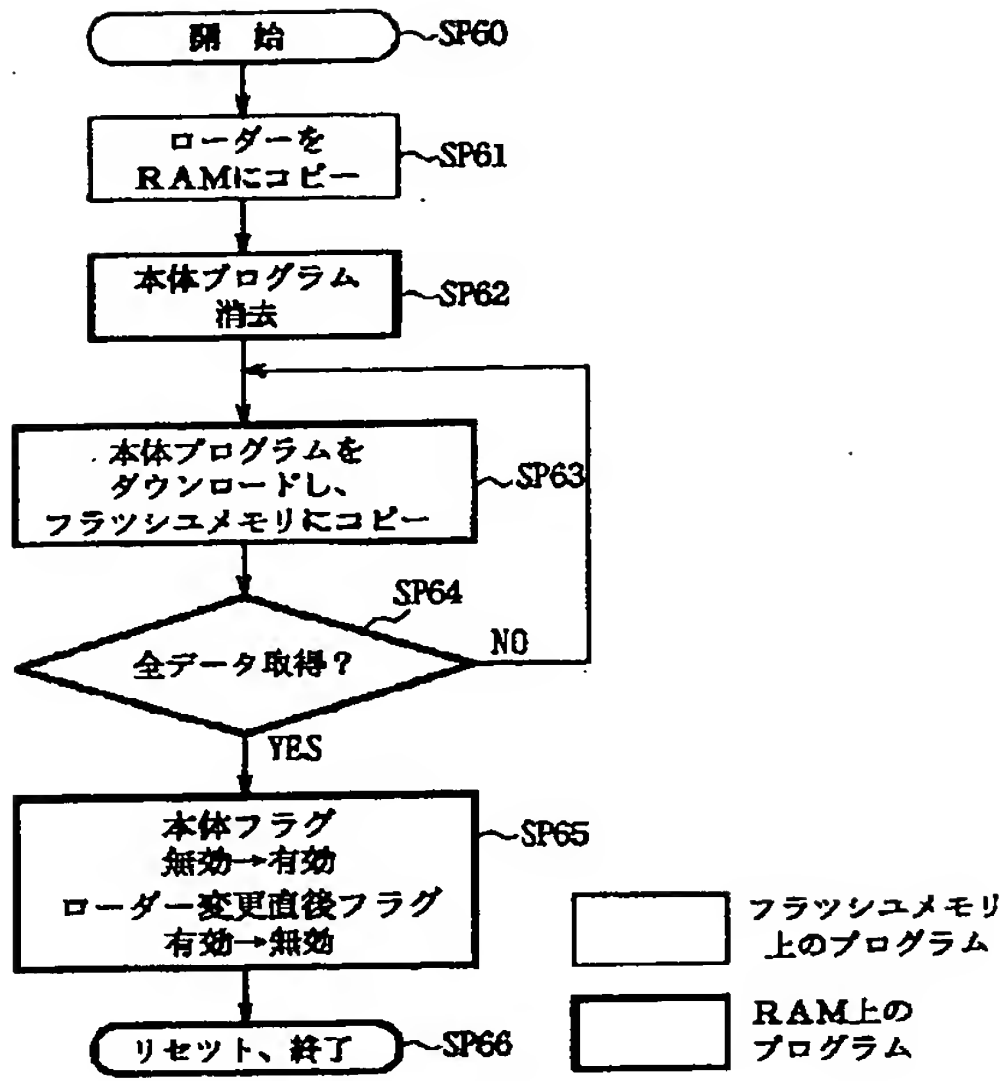 開 始
SP60
ローダーを
RAMにコピー
SP61
本体プログラム
消去
SP62
本体プログラムを
ダウンロードし、
フラツシユメモリにコピー
SP63
SP64
全データ取得?
NO
YES
本体フラグ
無効→有効
ローダー変更直後フラグ
有効→無効
SP65
リセツト、終了
SP66
フラツシユメモリ
上のプログラム
RAM上の
プログラム